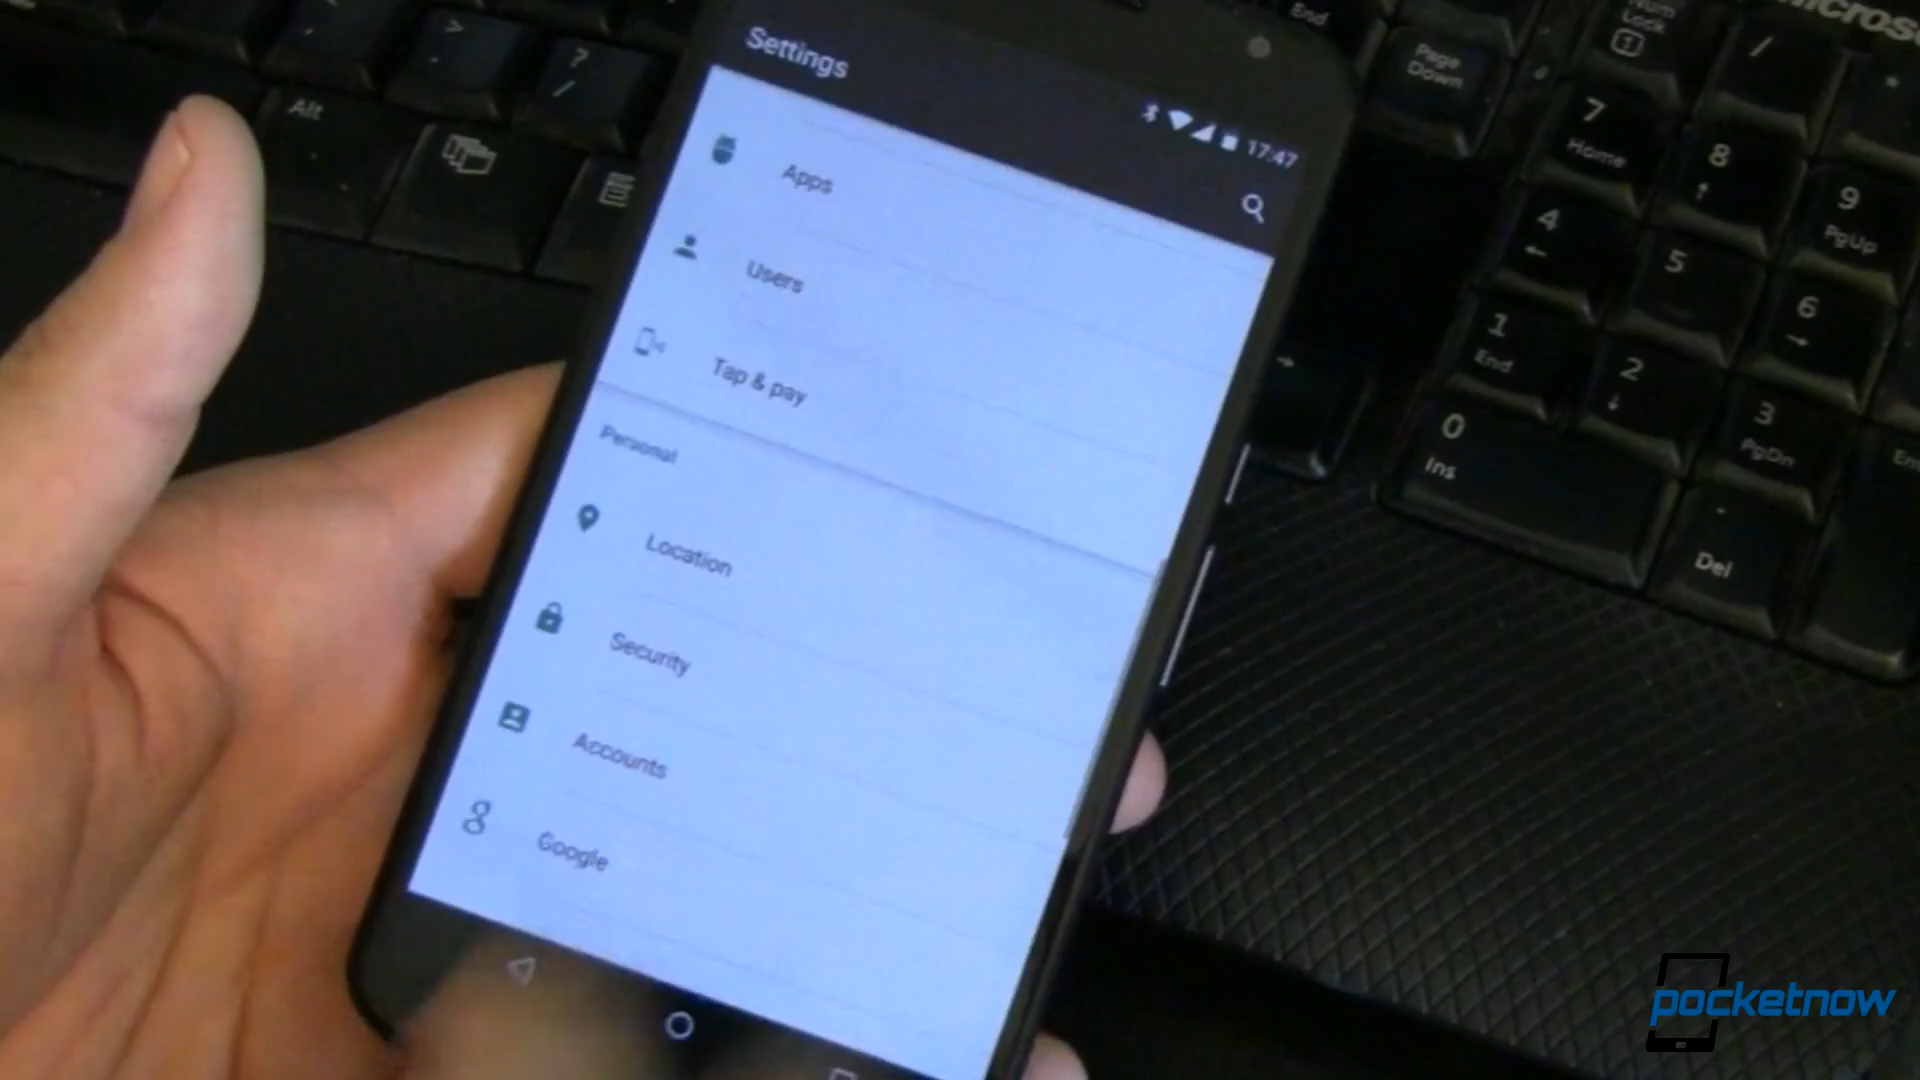 Settings
17:47
Apps
Users
Tap & pay
Personal
Location
Security
Accounts
Google
Alt
>
.
?
/
End
Page
Down
Num
Lock
/
*
7
Home
8
9
PgUp
4
5
6
1
End
2
3
PgDn
0
Ins
Del
pocketnow